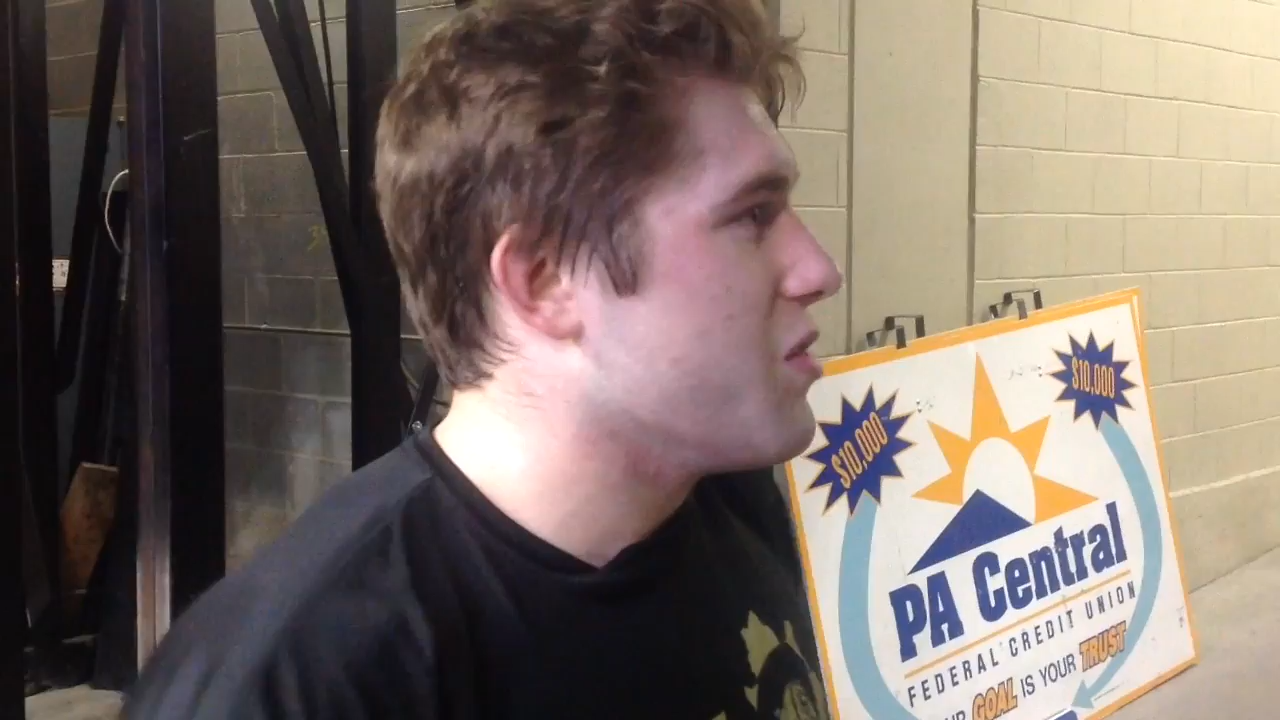 $10,000
$10,000
PA Central
FEDERAL CREDIT UNION
GOAL IS YOUR TRUST